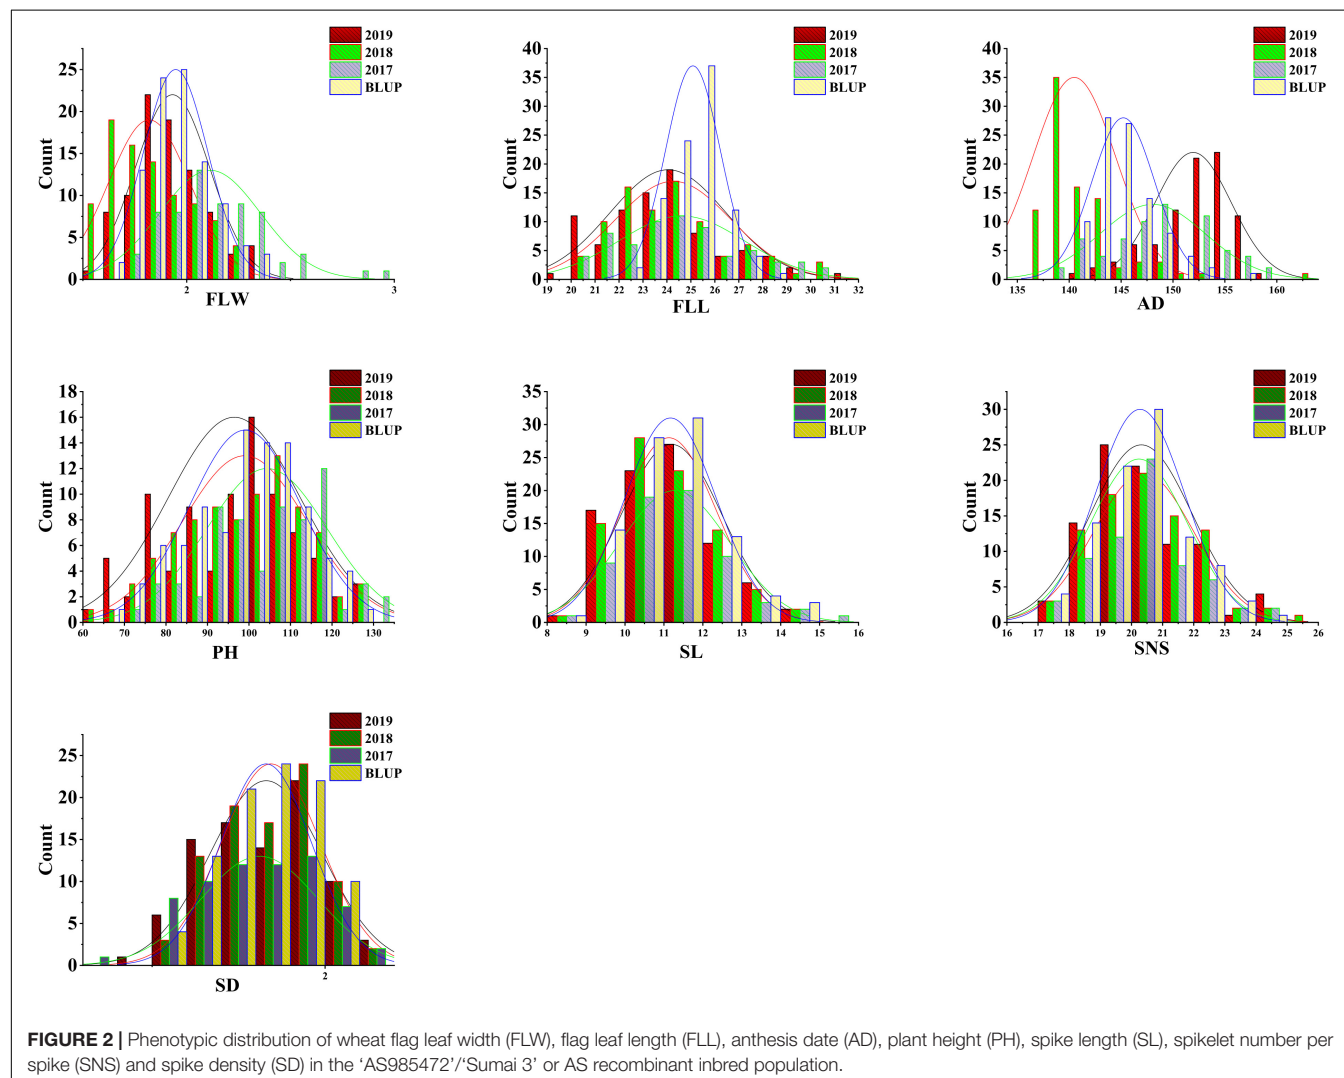 2019
2018
2017
BLUP
25
20
15
10
5
0
Count
2
3
FLW
2019
2018
2017
BLUP
40
35
30
25
20
15
10
5
0
Count
19 20 21 22 23 24 25 26 27 28 29 30 31 32
FLL
2019
2018
2017
BLUP
40
35
30
25
20
15
10
5
0
Count
135 140 145 150 155 160
AD
2019
2018
2017
BLUP
18
16
14
12
10
8
6
4
2
0
Count
60 70 80 90 100 110 120 130
PH
2019
2018
2017
BLUP
35
30
25
20
15
10
5
0
Count
8 9 10 11 12 13 14 15 16
SL
2019
2018
2017
BLUP
30
25
20
15
10
5
0
Count
16 17 18 19 20 21 22 23 24 25 26
SNS
2019
2018
2017
BLUP
25
20
15
10
5
0
Count
2
SD
FIGURE 2 | Phenotypic distribution of wheat flag leaf width (FLW), flag leaf length (FLL), anthesis date (AD), plant height (PH), spike length (SL), spikelet number per
spike (SNS) and spike density (SD) in the ‘AS985472’/‘Sumai 3’ or AS recombinant inbred population.